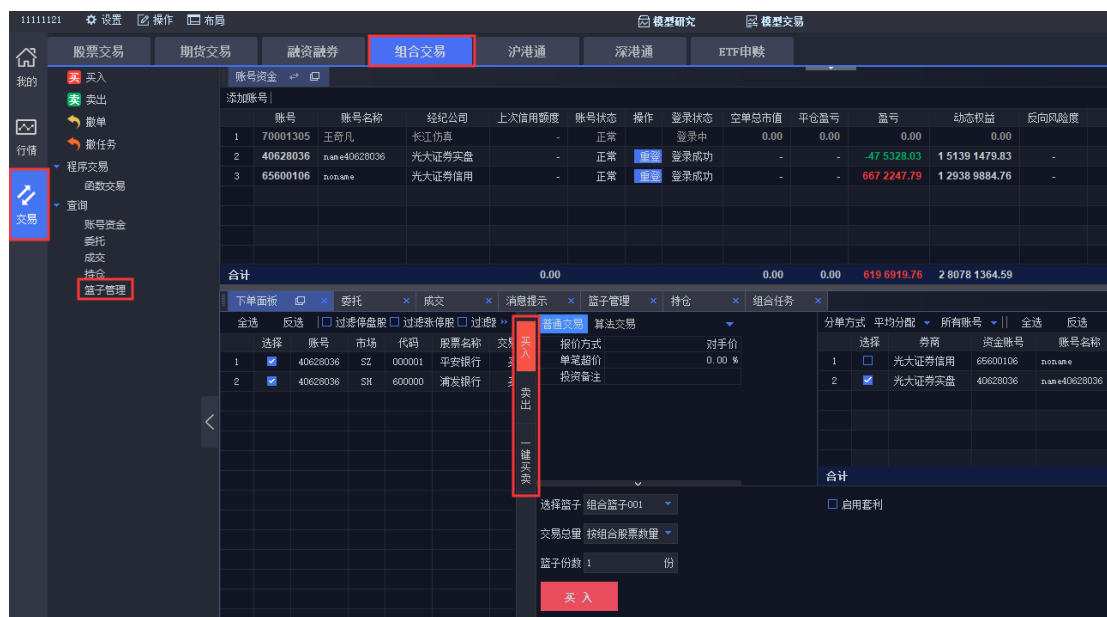 11111121 设置 操作 布局 模型研究 模型交易
股票交易 期货交易 融资融券 组合交易 沪港通 深港通 ETF申赎
我的
行情
交易
买 买入
卖 卖出
撤单
撤任务
程序交易
函数交易
查询
账号资金
委托
成交
持仓
篮子管理
账号资金
添加账号
账号 账号名称 经纪公司 上次信用额度 账号状态 操作 登录状态 空单总市值 平仓盈亏 盈亏 动态权益 反向风险度
1 70001305 王奇凡 长江仿真 - 正常 登录中 0.00 0.00 0.00 0.00
2 40628036 name40628036 光大证券实盘 - 正常 重登 登录成功 - - -47 5328.03 1 5139 1479.83 -
3 65600106 noname 光大证券信用 - 正常 重登 登录成功 - - 667 2247.79 1 2938 9884.76 -
合计 0.00 0.00 0.00 619 6919.76 2 8078 1364.59
下单面板 × 委托 × 成交 × 消息提示 × 篮子管理 × 持仓 × 组合任务 ×
全选 反选 过滤停盘股 过滤涨停股 »
选择 账号 市场 代码 股票名称
1 40628036 SZ 000001 平安银行
2 40628036 SH 600000 浦发银行
买入
卖出
一键买卖
普通交易 算法交易
报价方式 对手价
单笔超价 0.00 %
投资备注
选择篮子 组合篮子001
交易总量 按组合股票数量
篮子份数 1 份
买 入
分单方式 平均分配 所有账号 全选 反选
选择 券商 资金账号 账号名称
1 光大证券信用 65600106 noname
2 光大证券实盘 40628036 name40628036
合计
启用套利